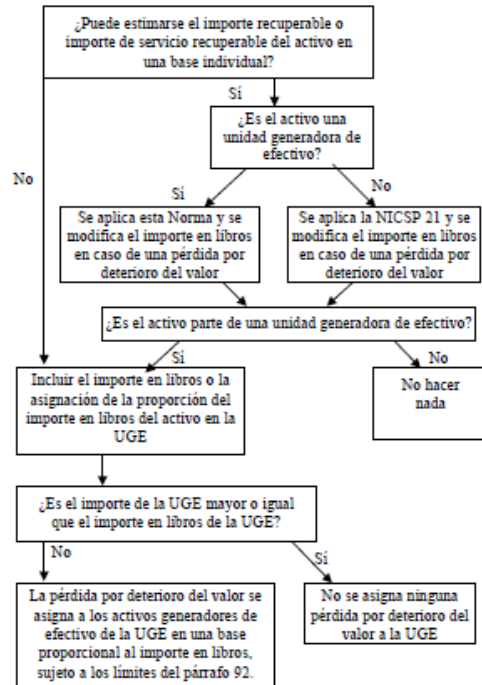 ¿Puede estimarse el importe recuperable o
importe de servicio recuperable del activo en
una base individual?
Sí
¿Es el activo una
unidad generadora de
efectivo?
No
Sí
No
Se aplica esta Norma y se
modifica el importe en libros
en caso de una pérdida por
deterioro del valor
Se aplica la NICSP 21 y se
modifica el importe en libros
en caso de una pérdida por
deterioro del valor
¿Es el activo parte de una unidad generadora de efectivo?
Sí
No
Incluir el importe en libros o la
asignación de la proporción del
importe en libros del activo en la
UGE
No hacer
nada
¿Es el importe de la UGE mayor o igual
que el importe en libros de la UGE?
No
Sí
La pérdida por deterioro del valor se
asigna a los activos generadores de
efectivo de la UGE en una base
proporcional al importe en libros,
sujeto a los límites del párrafo 92.
No se asigna ninguna
pérdida por deterioro del
valor a la UGE